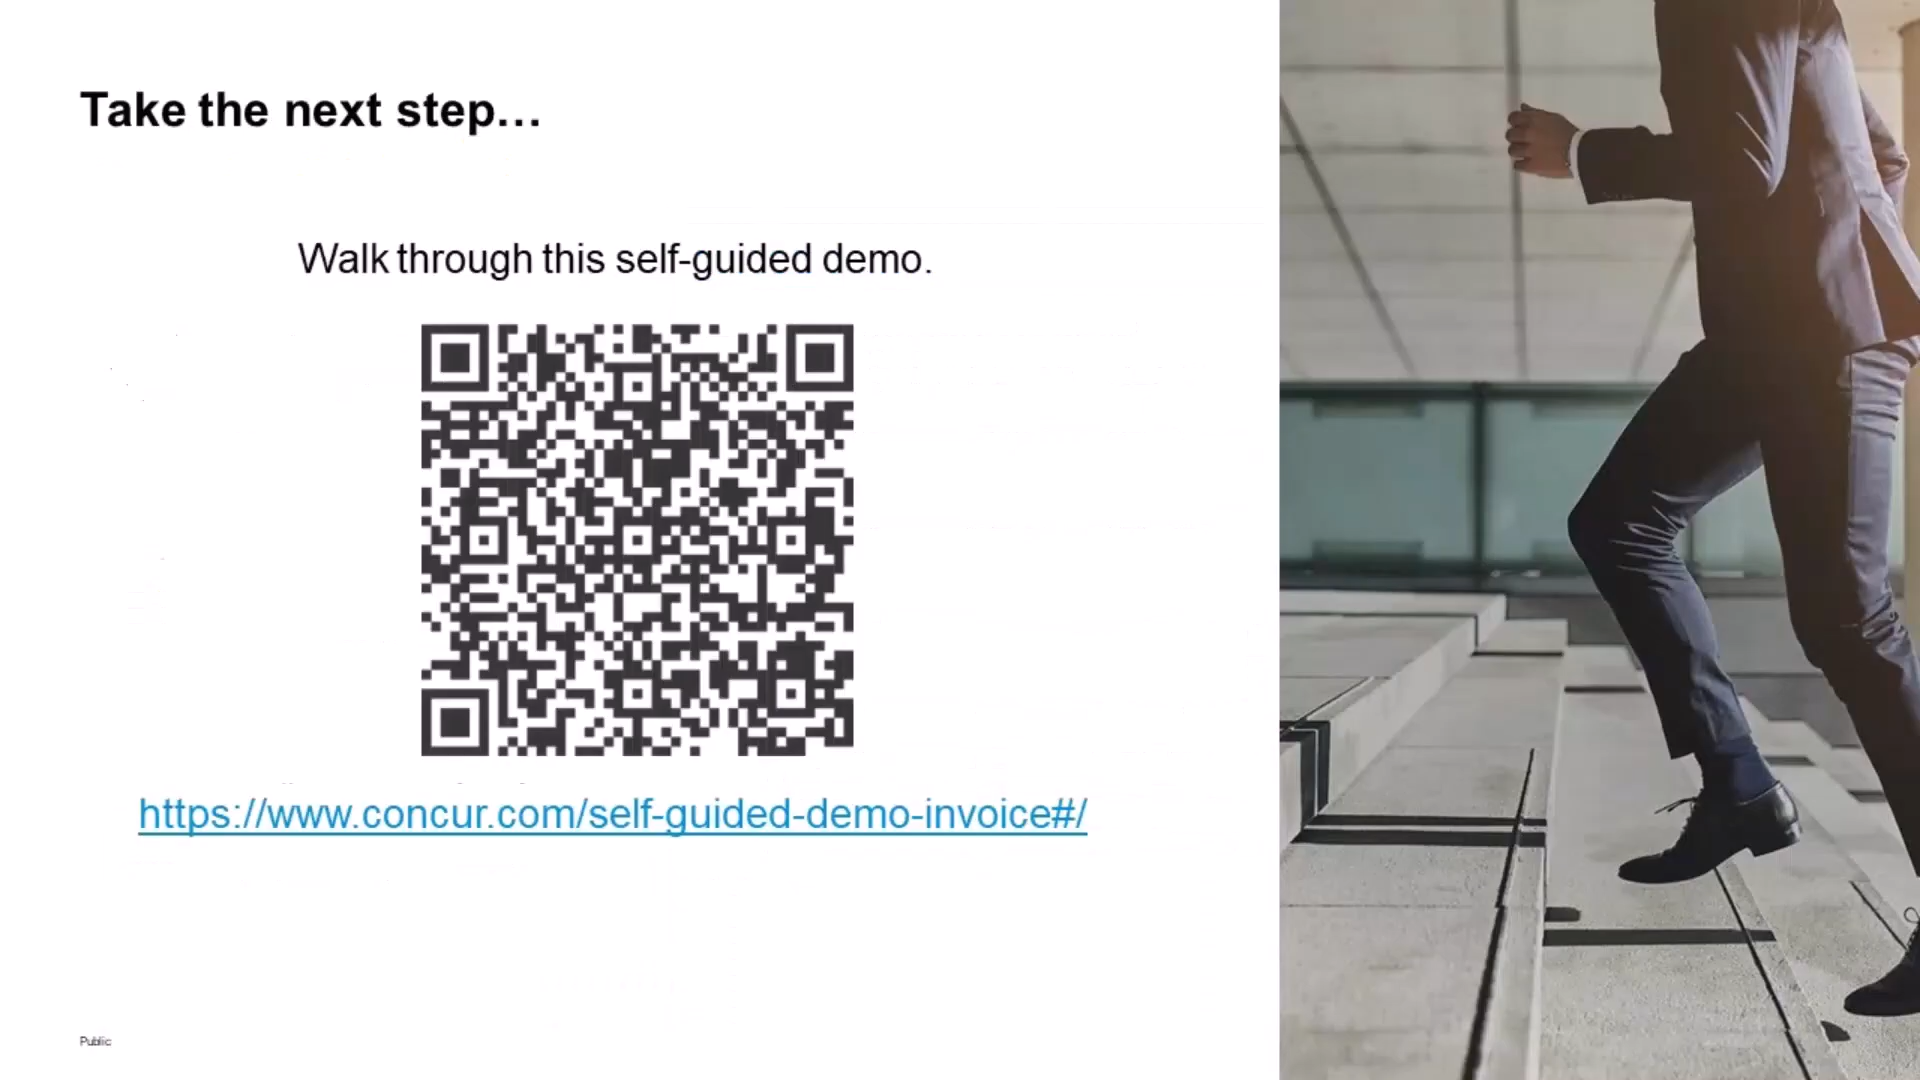 Take the next step…
Walk through this self-guided demo.
https://www.concur.com/self-guided-demo-invoice#/
Public